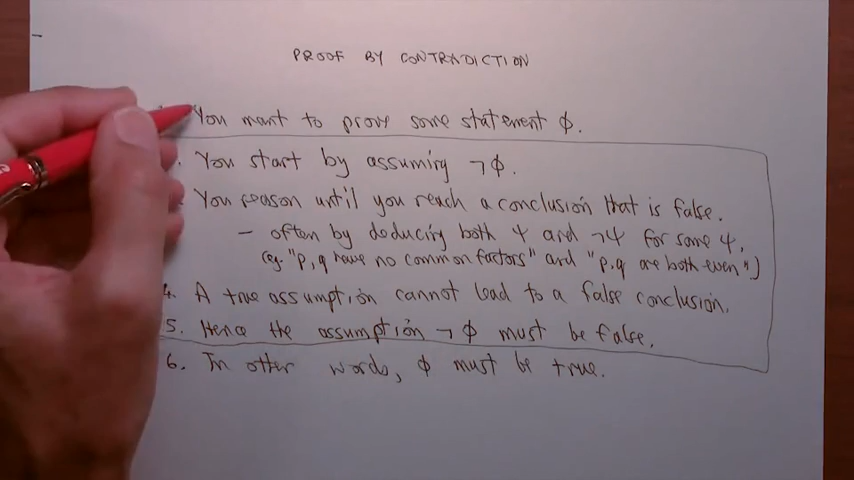 PROOF BY CONTRADICTION
You want to prove some statement ϕ.
. You start by assuming ¬ϕ.
You reason until you reach a conclusion that is false.
– often by deducing both Ψ and ¬Ψ for some Ψ,
(eg. "p,q have no common factors" and "p,q are both even")
4. A true assumption cannot lead to a false conclusion.
5. Hence the assumption ¬ϕ must be false.
6. In other words, ϕ must be true.